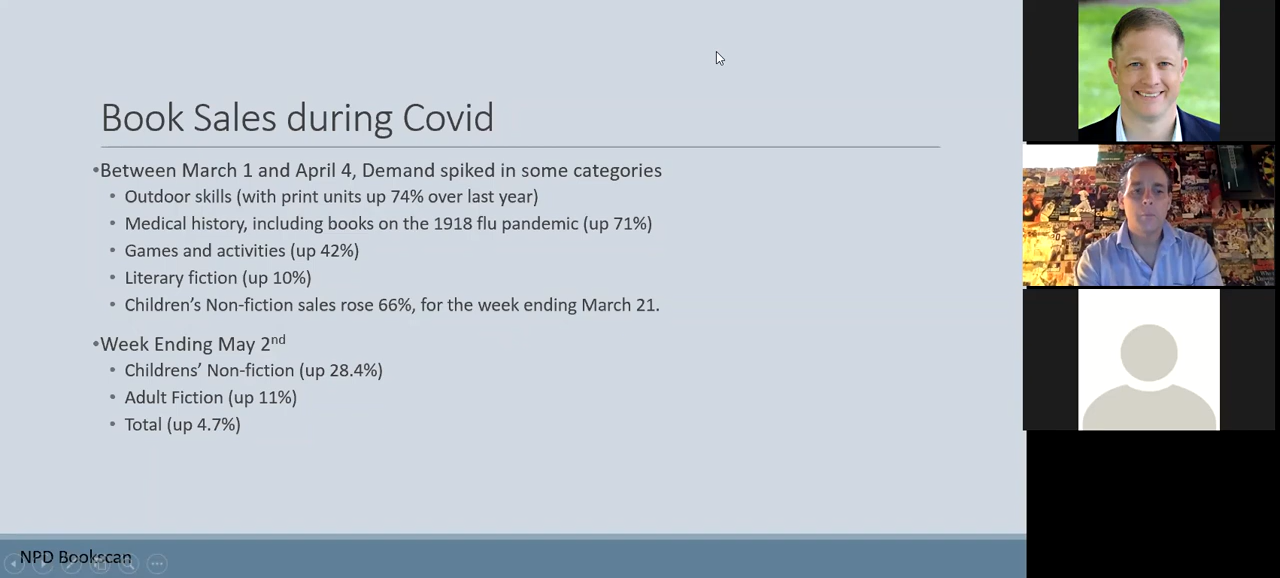 Book Sales during Covid
•Between March 1 and April 4, Demand spiked in some categories
• Outdoor skills (with print units up 74% over last year)
• Medical history, including books on the 1918 flu pandemic (up 71%)
• Games and activities (up 42%)
• Literary fiction (up 10%)
• Children’s Non-fiction sales rose 66%, for the week ending March 21.
•Week Ending May 2nd
• Childrens’ Non-fiction (up 28.4%)
• Adult Fiction (up 11%)
• Total (up 4.7%)
NPD Bookscan